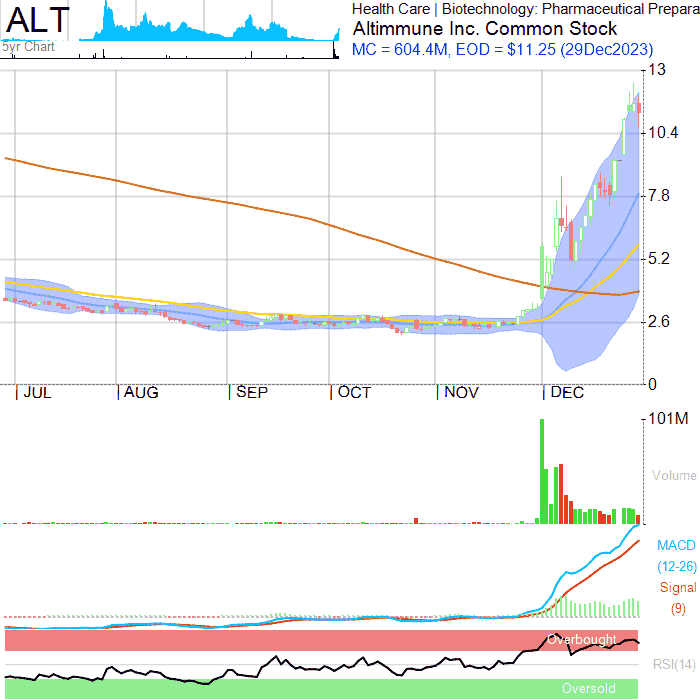 ALT
5yr Chart
Health Care | Biotechnology: Pharmaceutical Prepara
Altimmune Inc. Common Stock
MC = 604.4M, EOD = $11.25 (29Dec2023)
13
10.4
7.8
5.2
2.6
0
JUL AUG SEP OCT NOV DEC
101M
Volume
MACD
(12-26)
Signal
(9)
Overbought
RSI(14)
Oversold